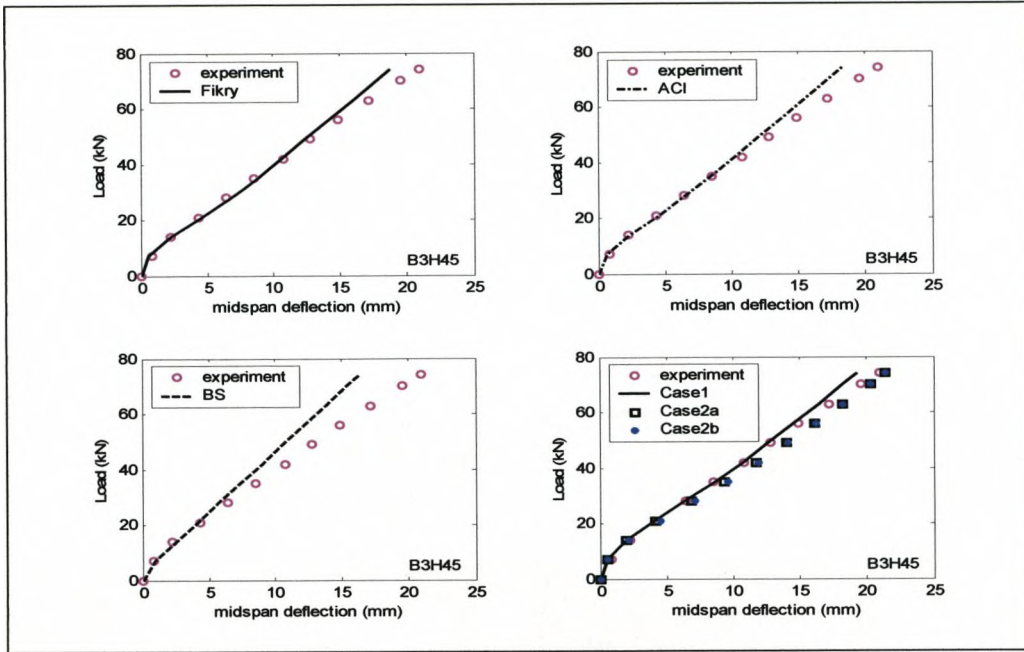 80
60
40
20
0
Load (kN)
experiment
Fikry
B3H45
0 5 10 15 20 25
midspan deflection (mm)
80
60
40
20
0
Load (kN)
experiment
ACI
B3H45
0 5 10 15 20 25
midspan deflection (mm)
80
60
40
20
0
Load (kN)
experiment
BS
B3H45
0 5 10 15 20 25
midspan deflection (mm)
80
60
40
20
0
Load (kN)
experiment
Case1
Case2a
Case2b
B3H45
0 5 10 15 20 25
midspan deflection (mm)